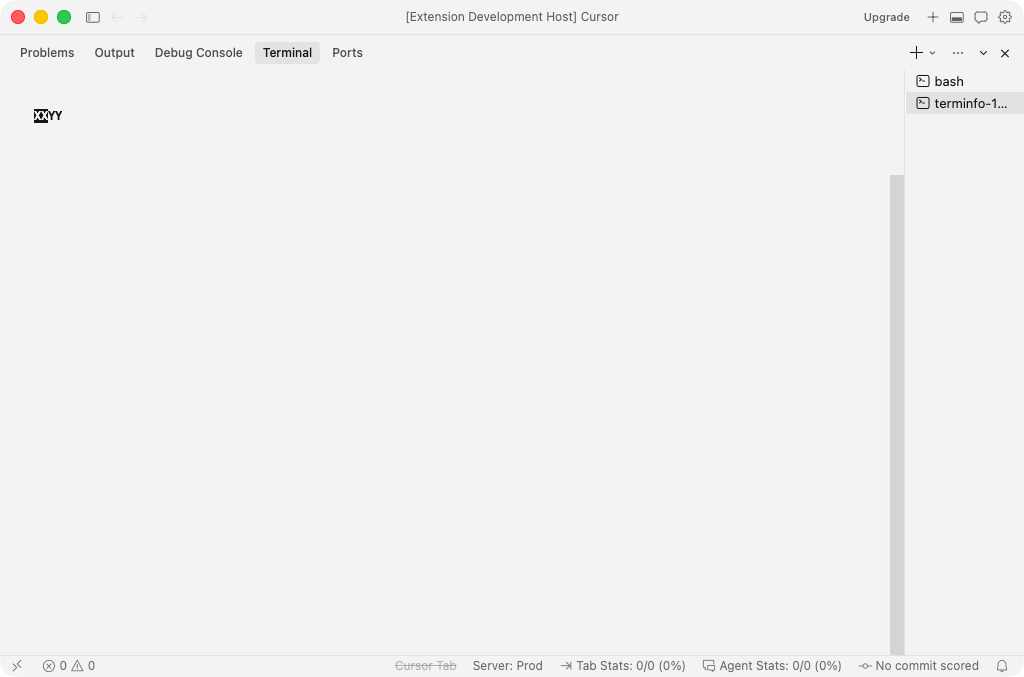 [Extension Development Host] Cursor
Upgrade
Problems Output Debug Console Terminal Ports
bash
terminfo-1...
XXYY
0 0 Cursor Tab Server: Prod Tab Stats: 0/0 (0%) Agent Stats: 0/0 (0%) No commit scored